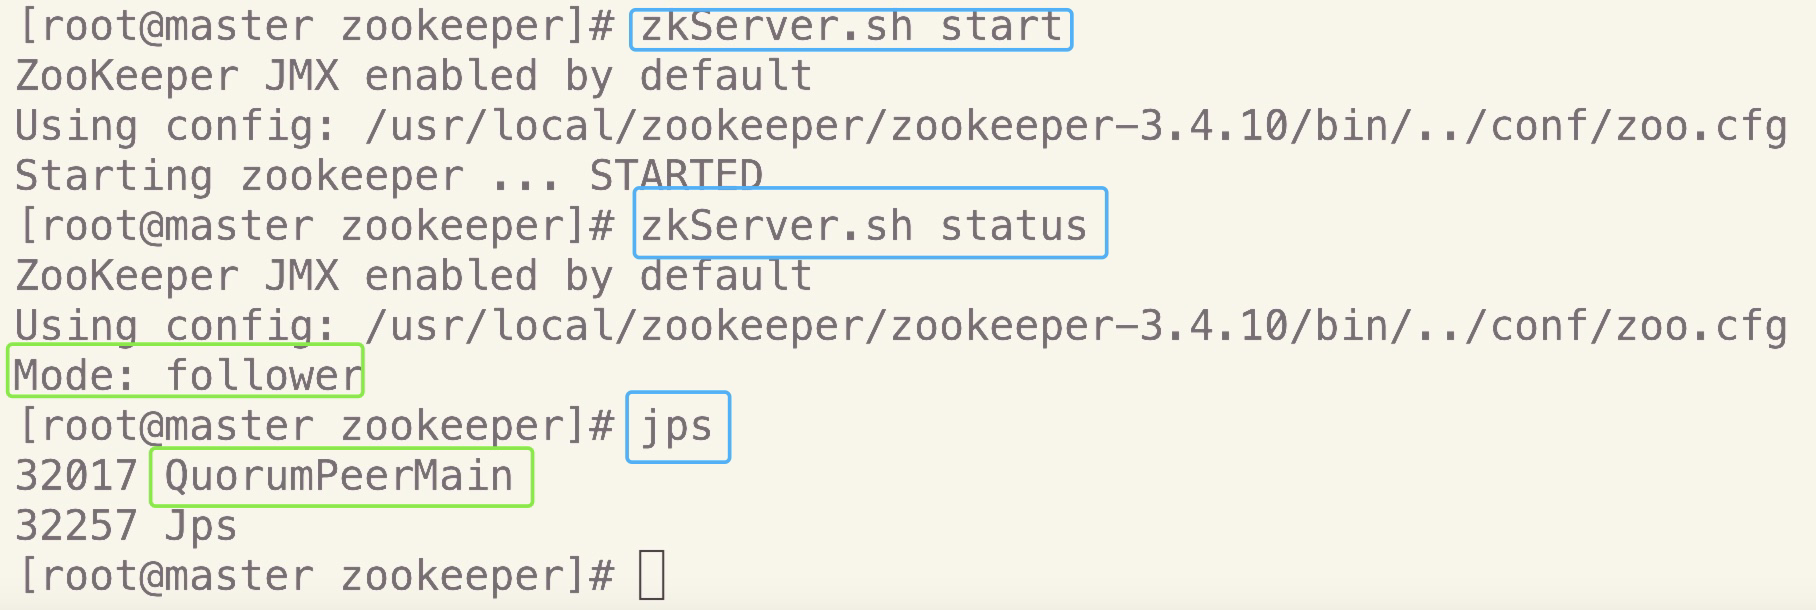 [root@master zookeeper]# zkServer.sh start
ZooKeeper JMX enabled by default
Using config: /usr/local/zookeeper/zookeeper-3.4.10/bin/../conf/zoo.cfg
Starting zookeeper ... STARTED
[root@master zookeeper]# zkServer.sh status
ZooKeeper JMX enabled by default
Using config: /usr/local/zookeeper/zookeeper-3.4.10/bin/../conf/zoo.cfg
Mode: follower
[root@master zookeeper]# jps
32017 QuorumPeerMain
32257 Jps
[root@master zookeeper]#